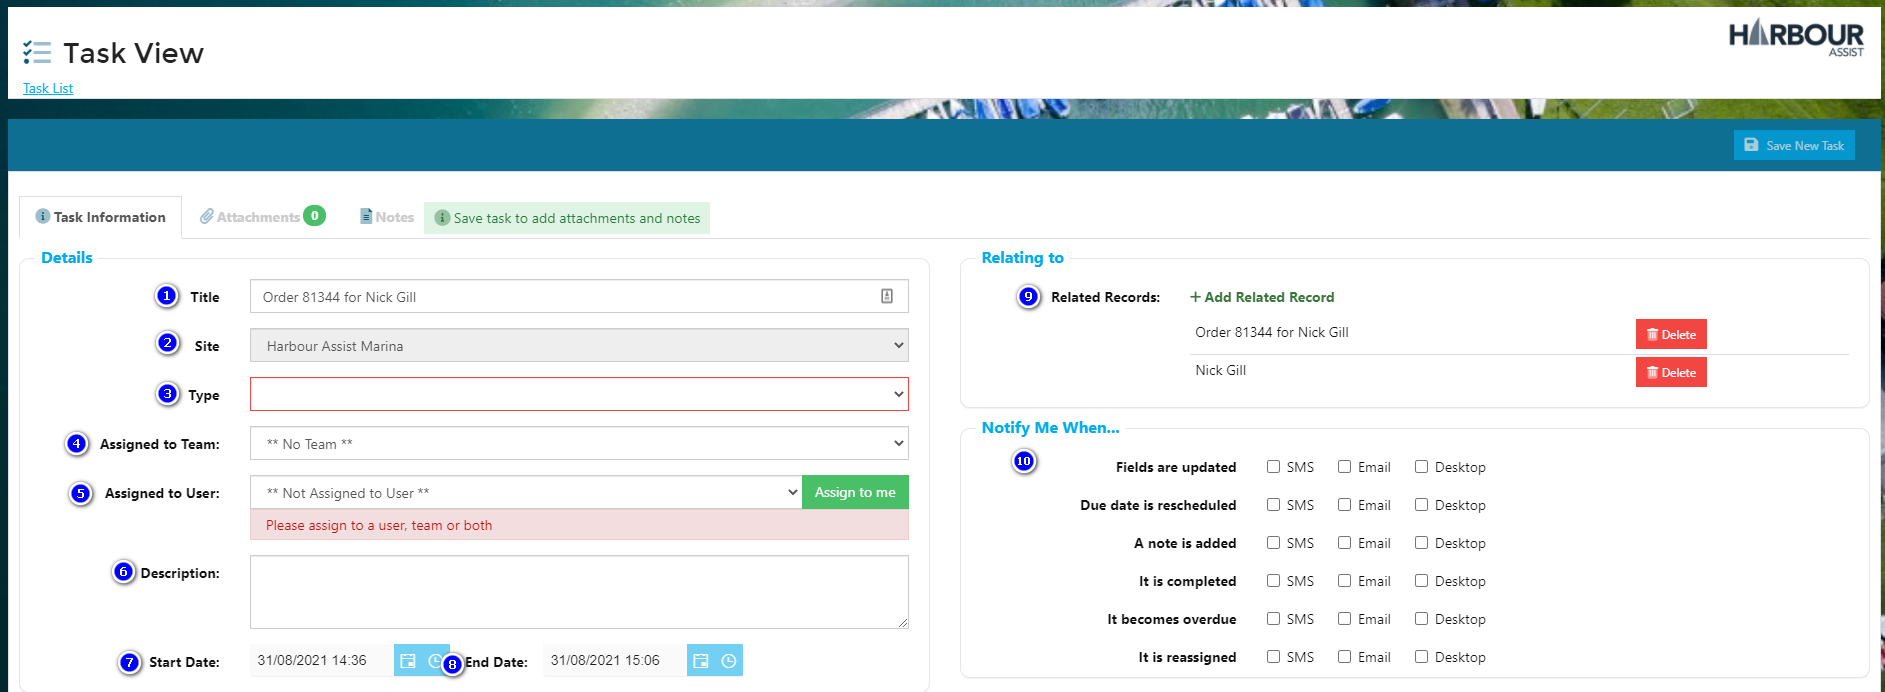 Task View
HARBOUR
ASSIST
Task List
Save New Task
Task Information
Attachments 0
Notes
Save task to add attachments and notes
Details
1 Title Order 81344 for Nick Gill
2 Site Harbour Assist Marina
3 Type
4 Assigned to Team: ** No Team **
5 Assigned to User: ** Not Assigned to User ** Assign to me
Please assign to a user, team or both
6 Description:
7 Start Date: 31/08/2021 14:36 8 End Date: 31/08/2021 15:06
Relating to
9 Related Records: + Add Related Record
Order 81344 for Nick Gill Delete
Nick Gill Delete
Notify Me When...
10 Fields are updated SMS Email Desktop
Due date is rescheduled SMS Email Desktop
A note is added SMS Email Desktop
It is completed SMS Email Desktop
It becomes overdue SMS Email Desktop
It is reassigned SMS Email Desktop